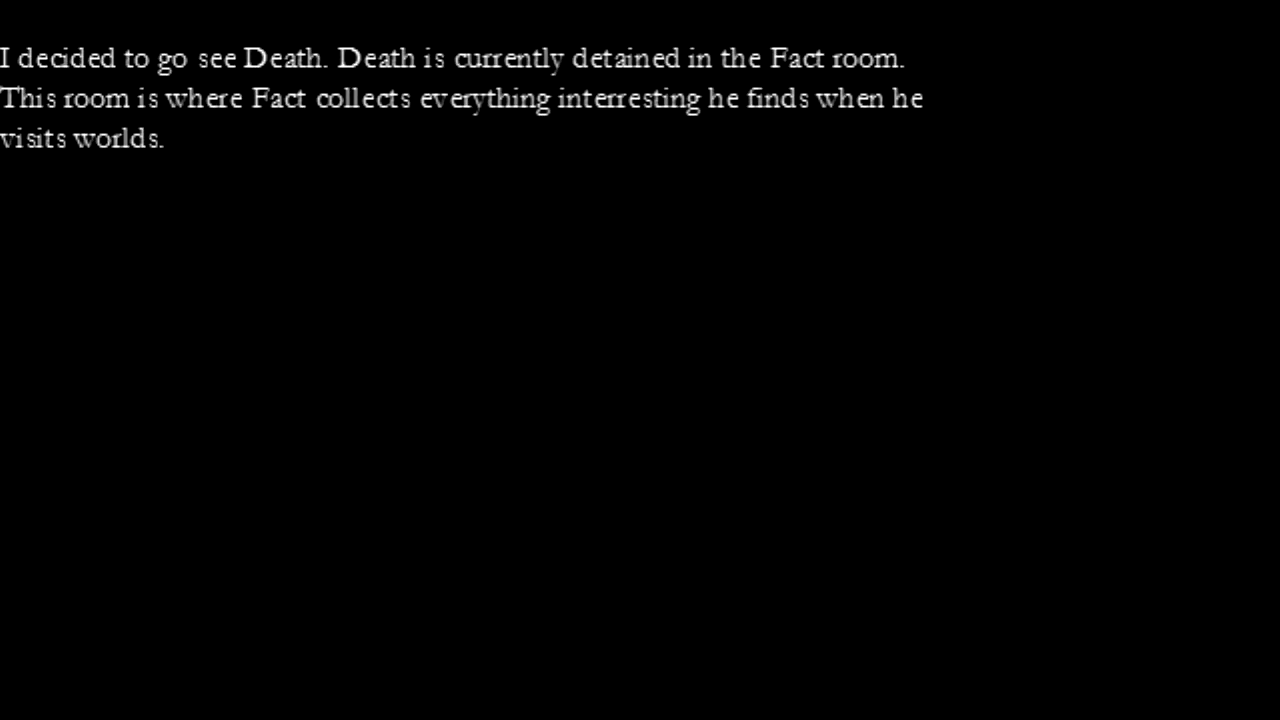 I decided to go see Death. Death is currently detained in the Fact room.
This room is where Fact collects everything interresting he finds when he
visits worlds.